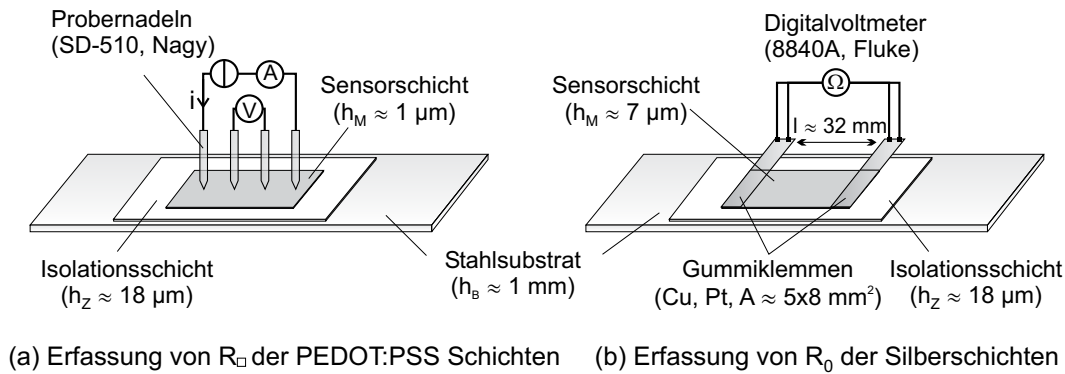 Probernadeln
(SD-510, Nagy)
A
i
V
Sensorschicht
(h_M ≈ 1 µm)
Isolationsschicht
(h_Z ≈ 18 µm)
Stahlsubstrat
(h_B ≈ 1 mm)
Digitalvoltmeter
(8840A, Fluke)
Ω
Sensorschicht
(h_M ≈ 7 µm)
l ≈ 32 mm
Gummiklemmen
(Cu, Pt, A ≈ 5x8 mm²)
Isolationsschicht
(h_Z ≈ 18 µm)
(a) Erfassung von R□ der PEDOT:PSS Schichten
(b) Erfassung von R₀ der Silberschichten